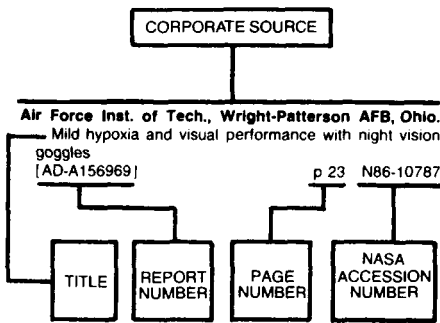 CORPORATE SOURCE
Air Force Inst. of Tech., Wright-Patterson AFB, Ohio.
Mild hypoxia and visual performance with night vision
goggles
[AD-A156969] p 23 N86-10787
TITLE
REPORT
NUMBER
PAGE
NUMBER
NASA
ACCESSION
NUMBER